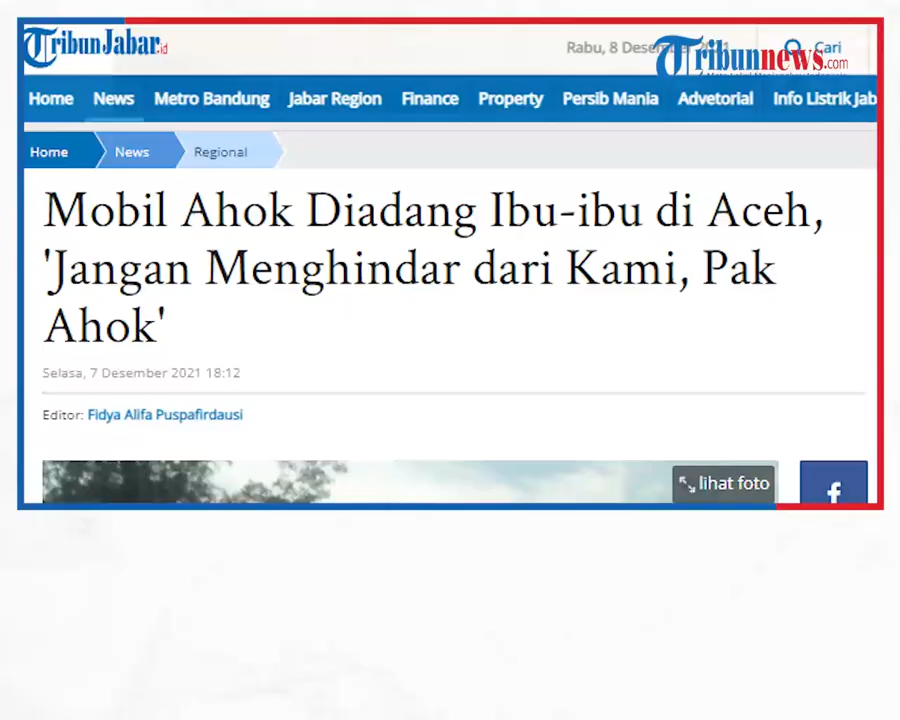 TribunJabar.id
Rabu, 8 Desember 2021
Cari
Tribunnews.com
Home News Metro Bandung Jabar Region Finance Property Persib Mania Advetorial Info Listrik Jab
Home News Regional
Mobil Ahok Diadang Ibu-ibu di Aceh,
'Jangan Menghindar dari Kami, Pak
Ahok'
Selasa, 7 Desember 2021 18:12
Editor: Fidya Alifa Puspafirdausi
lihat foto
f